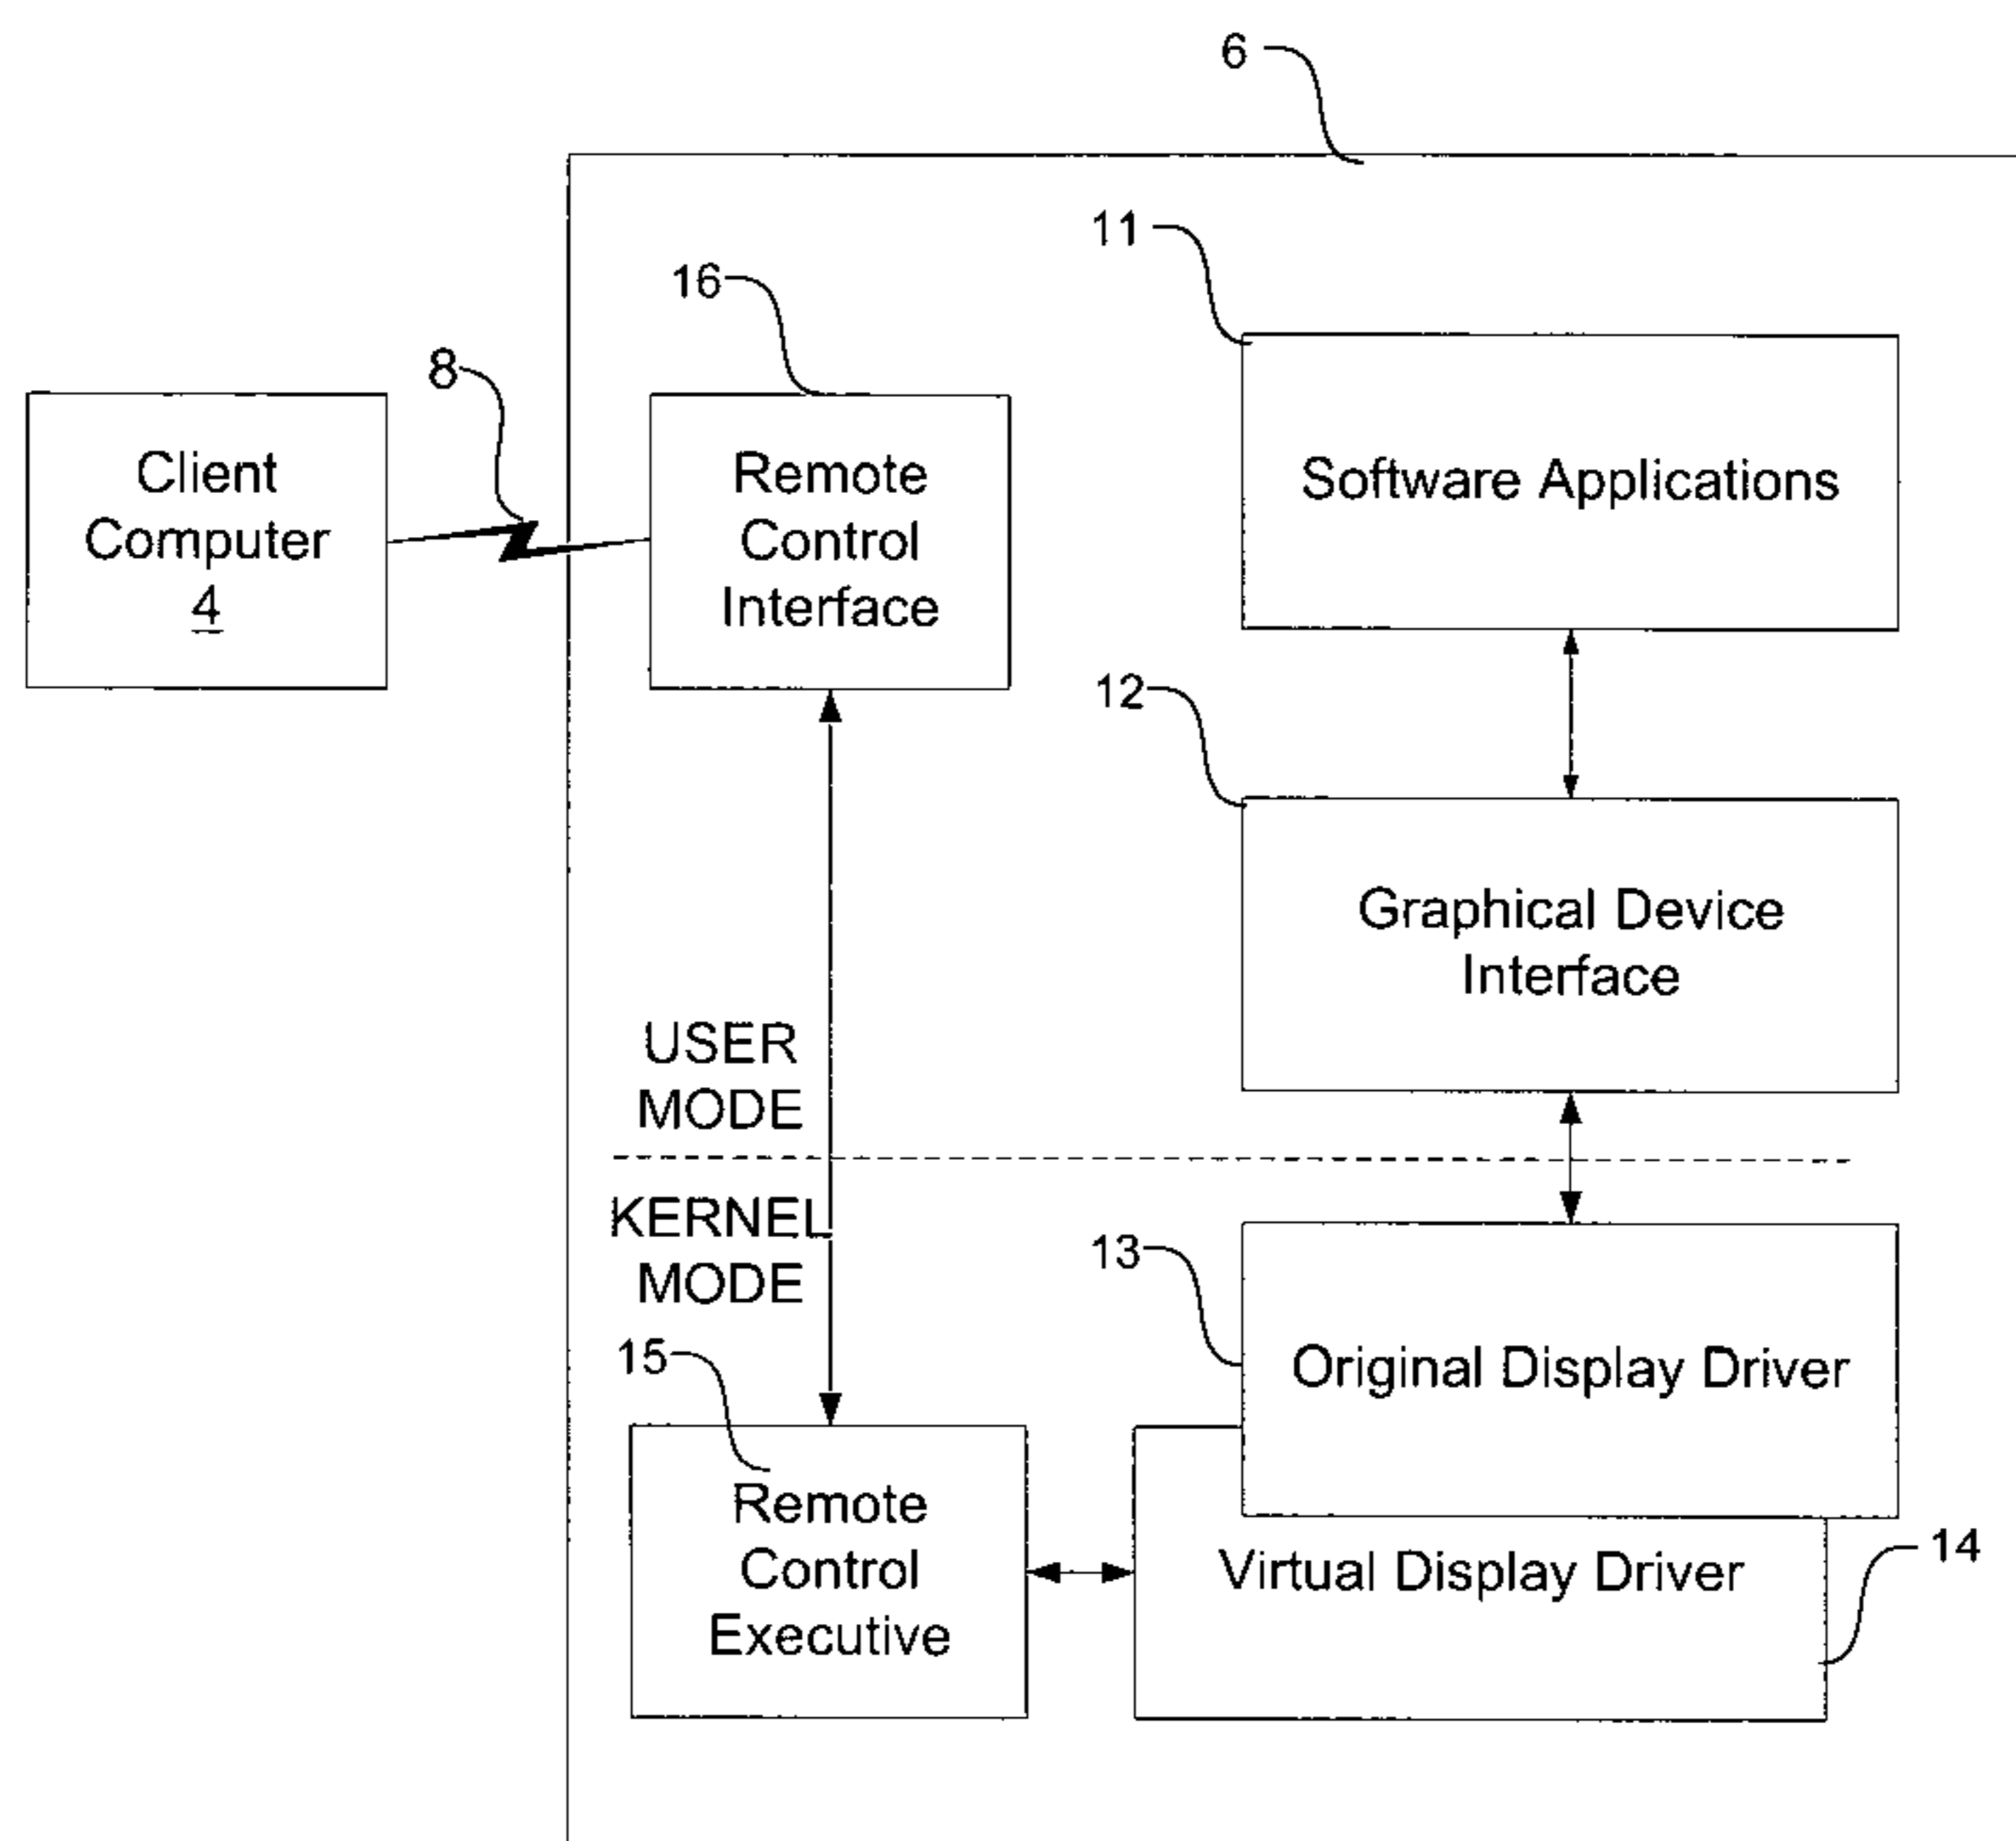 6
11
16
8
Client
Computer
4
Remote
Control
Interface
Software Applications
12
Graphical Device
Interface
USER
MODE
KERNEL
MODE
13
15
Original Display Driver
Remote
Control
Executive
Virtual Display Driver
14